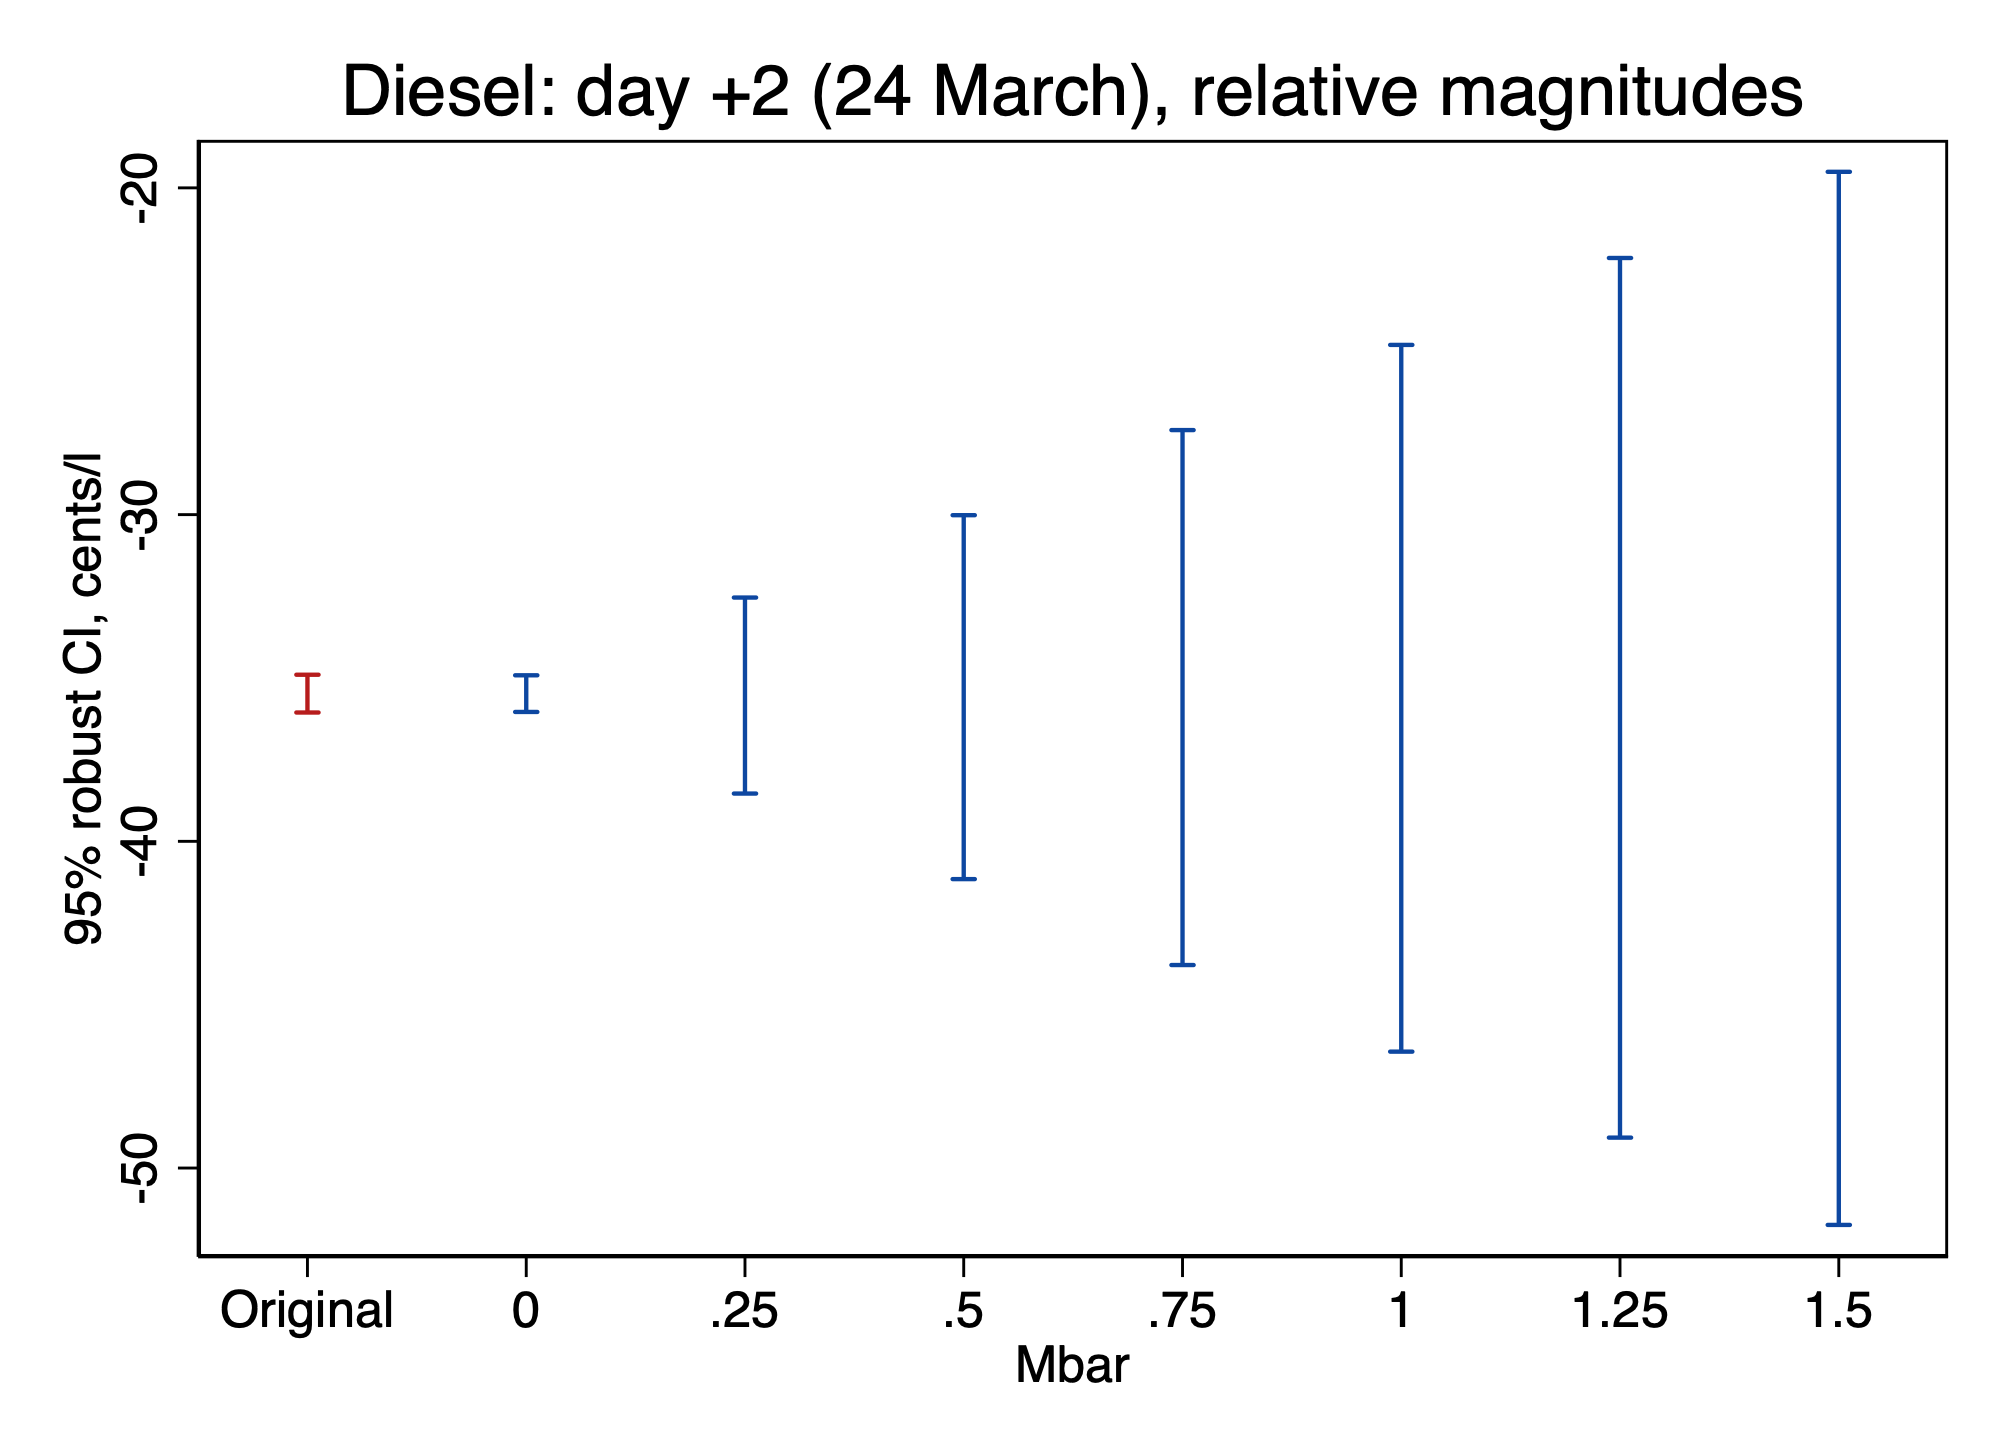 Diesel: day +2 (24 March), relative magnitudes
95% robust CI, cents/l
-20
-30
-40
-50
Original 0 .25 .5 .75 1 1.25 1.5
Mbar